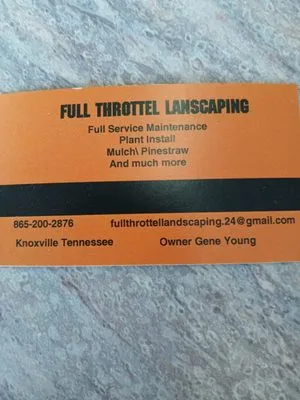 FULL THROTTEL LANSCAPING
Full Service Maintenance
Plant Install
Mulch\ Pinestraw
And much more
865-200-2876 fullthrottellandscaping.24@gmail.com
Knoxville Tennessee Owner Gene Young